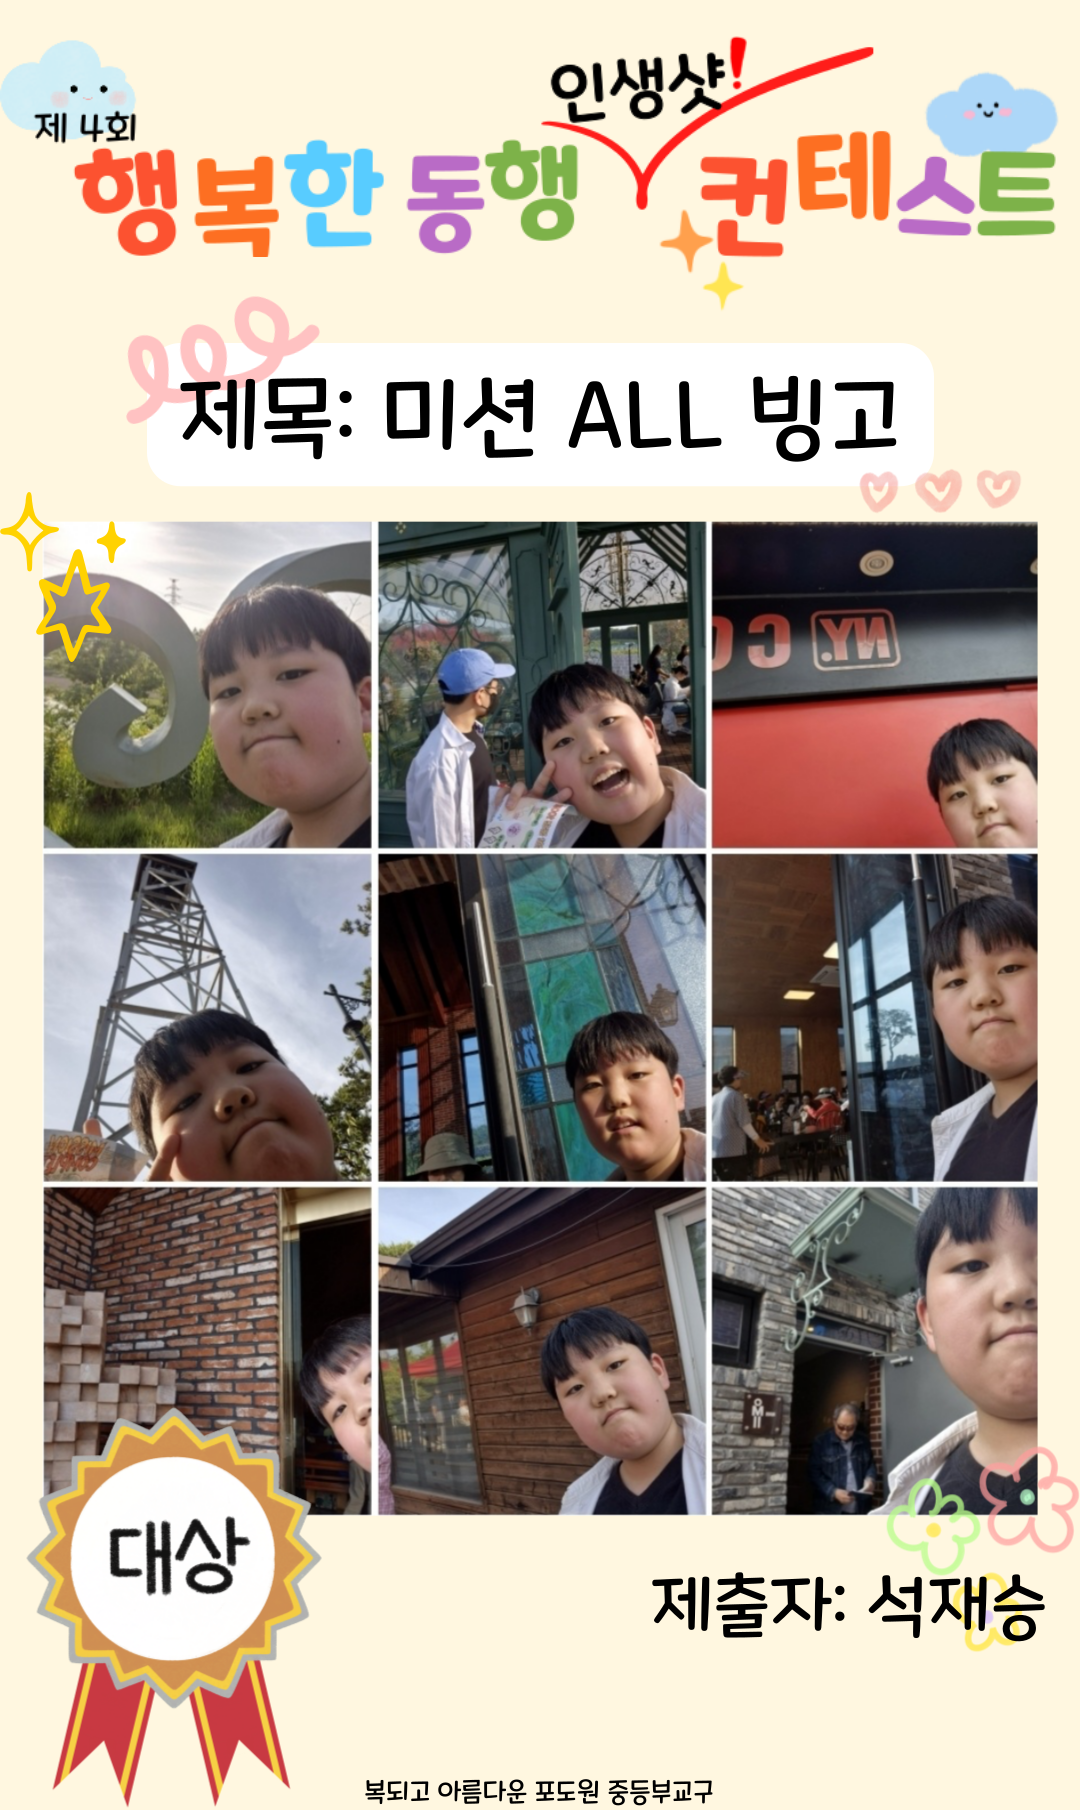 제 4회
인생샷!
행복한 동행 컨테스트
제목: 미션 ALL 빙고
NY. CO
대상
제출자: 석재승
복되고 아름다운 포도원 중등부교구